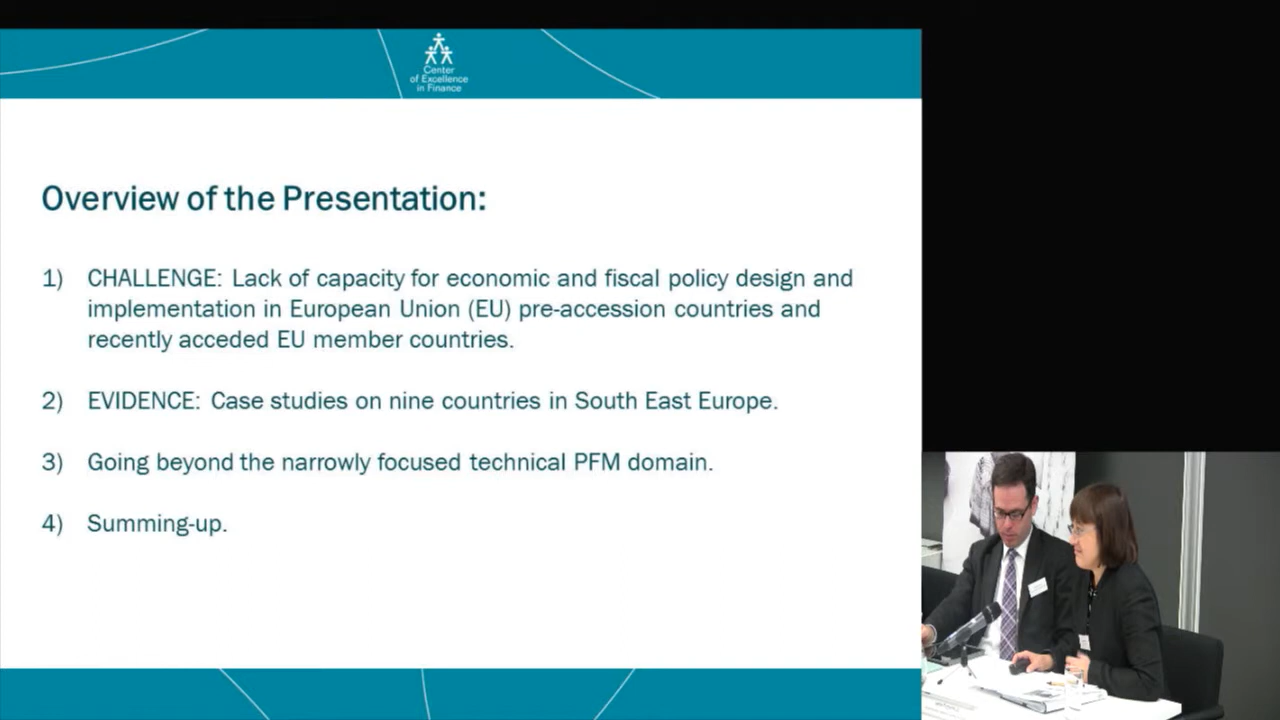 Center
of Excellence
in Finance
Overview of the Presentation:
1) CHALLENGE: Lack of capacity for economic and fiscal policy design and
implementation in European Union (EU) pre-accession countries and
recently acceded EU member countries.
2) EVIDENCE: Case studies on nine countries in South East Europe.
3) Going beyond the narrowly focused technical PFM domain.
4) Summing-up.